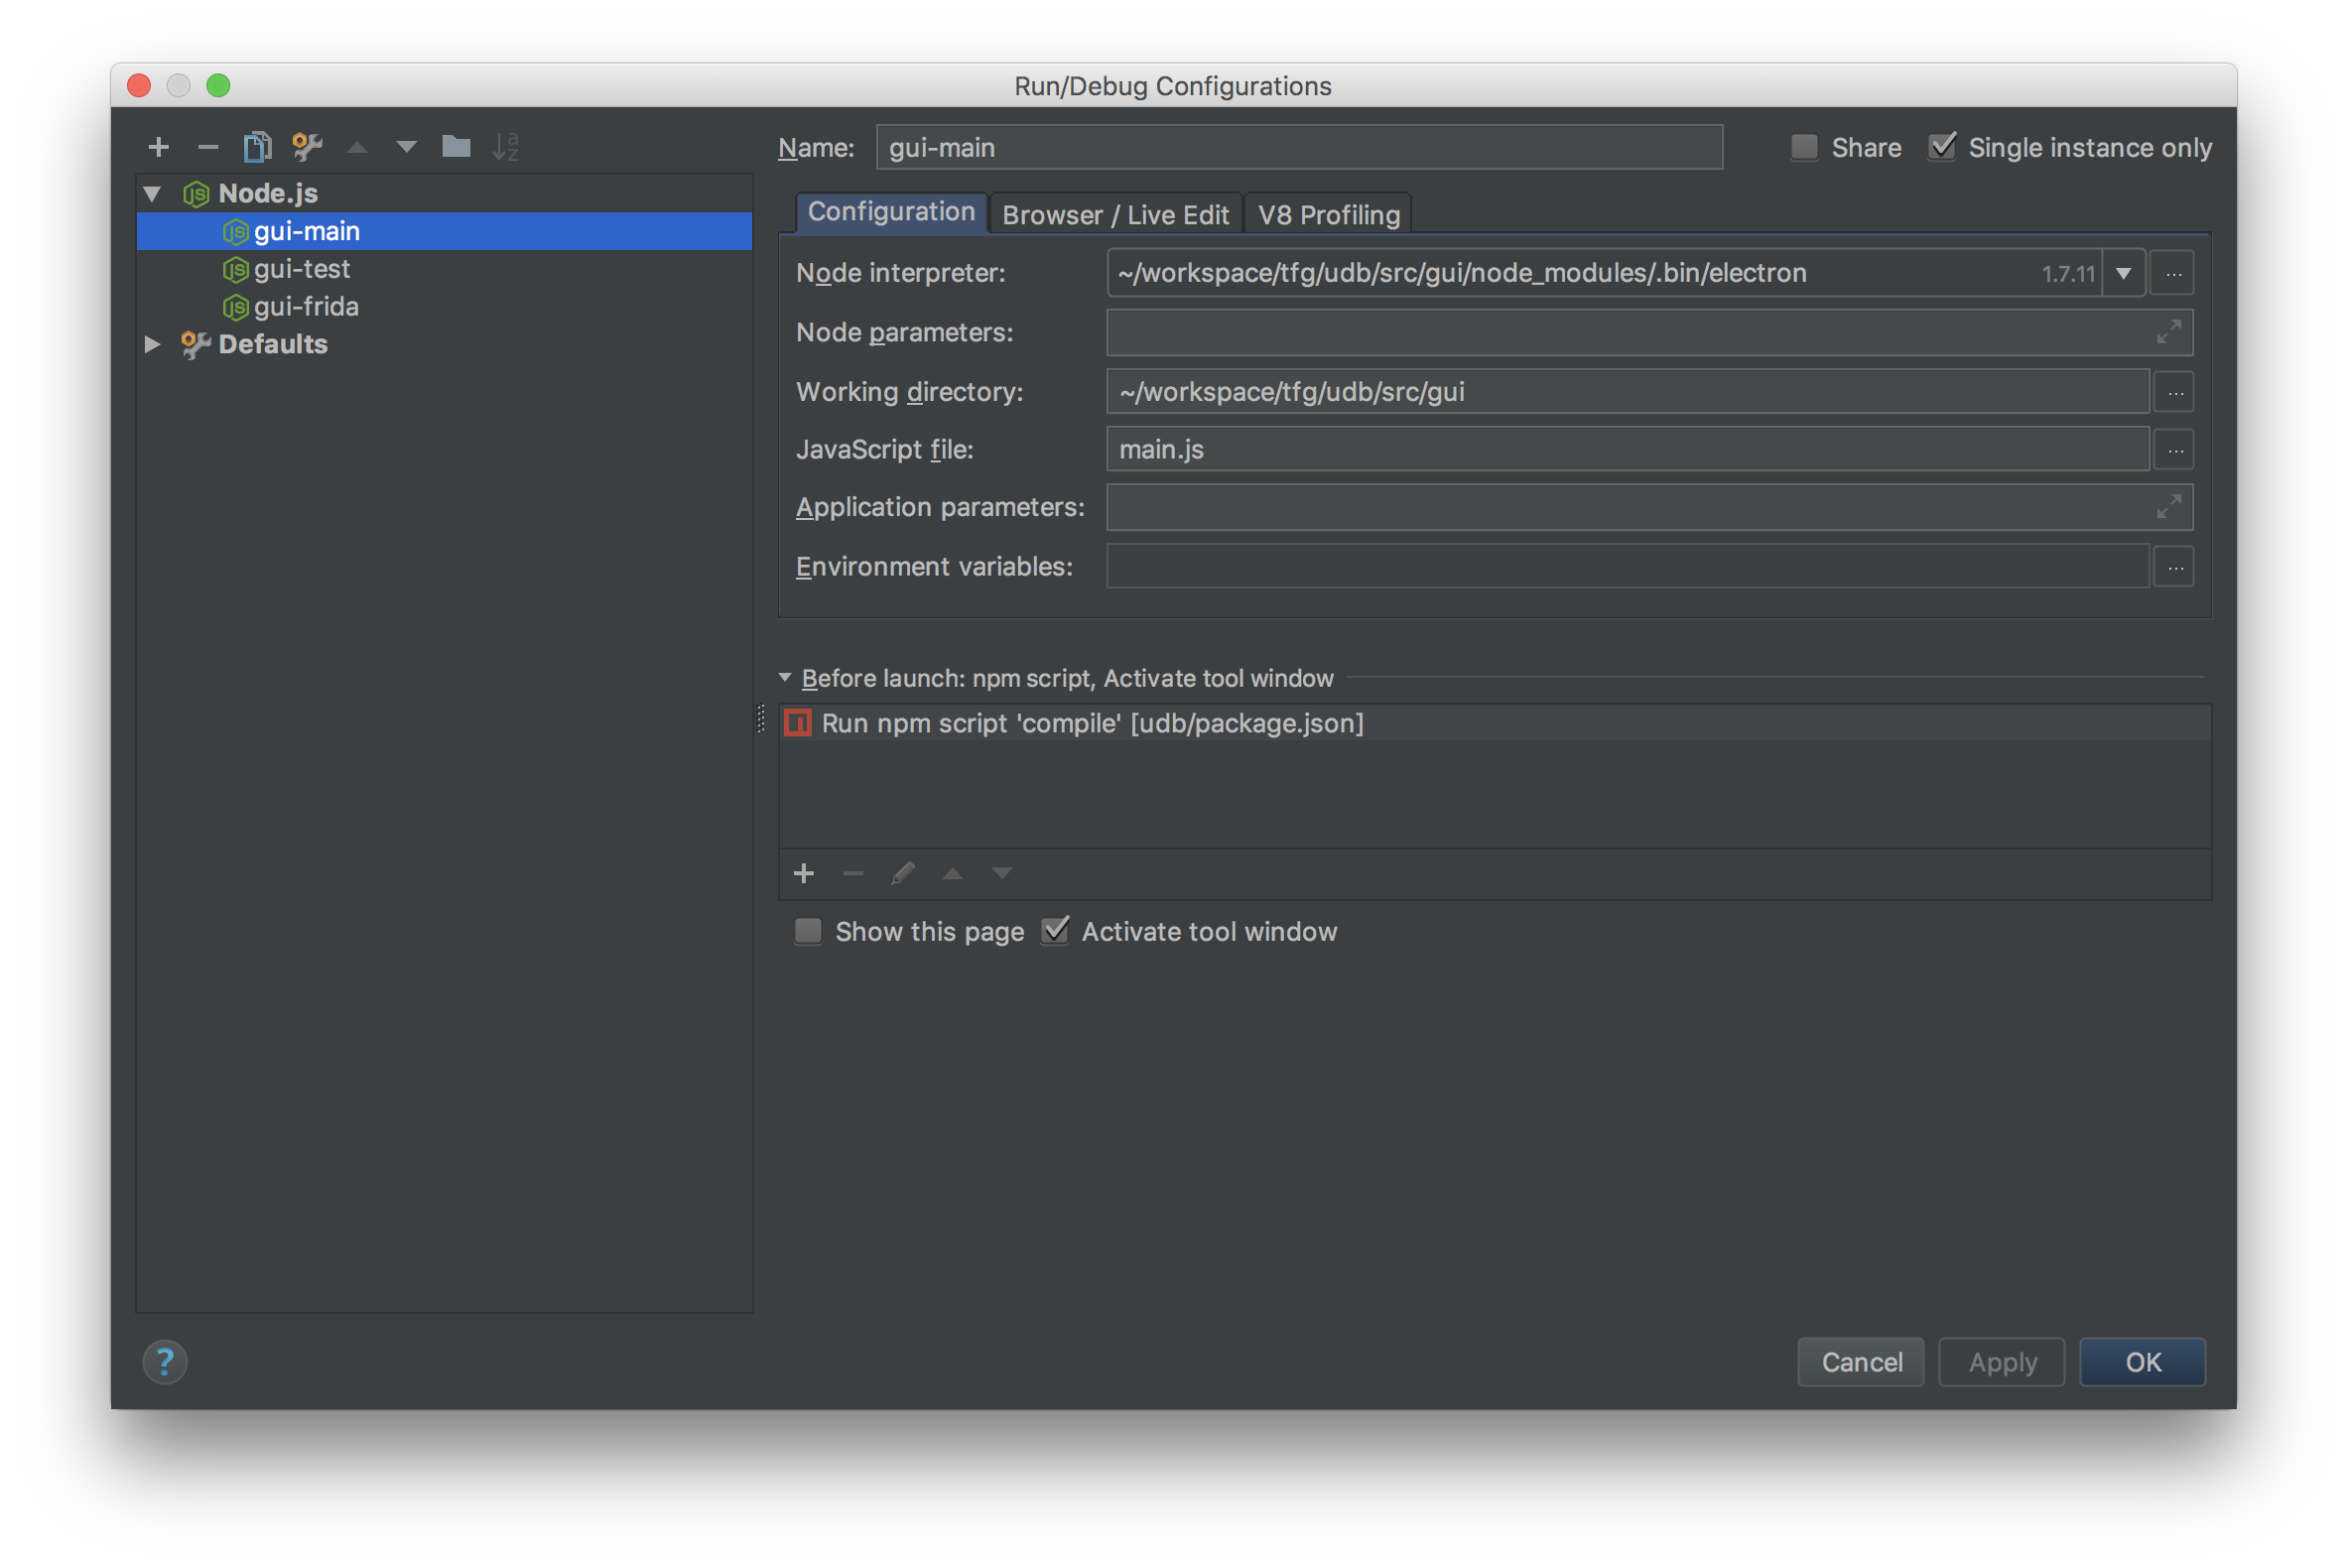 Run/Debug Configurations
Name: gui-main Share Single instance only
Node.js
gui-main
gui-test
gui-frida
Defaults
Configuration Browser / Live Edit V8 Profiling
Node interpreter: ~/workspace/tfg/udb/src/gui/node_modules/.bin/electron 1.7.11 ...
Node parameters:
Working directory: ~/workspace/tfg/udb/src/gui ...
JavaScript file: main.js ...
Application parameters:
Environment variables: ...
Before launch: npm script, Activate tool window
Run npm script 'compile' [udb/package.json]
Show this page Activate tool window
? Cancel Apply OK